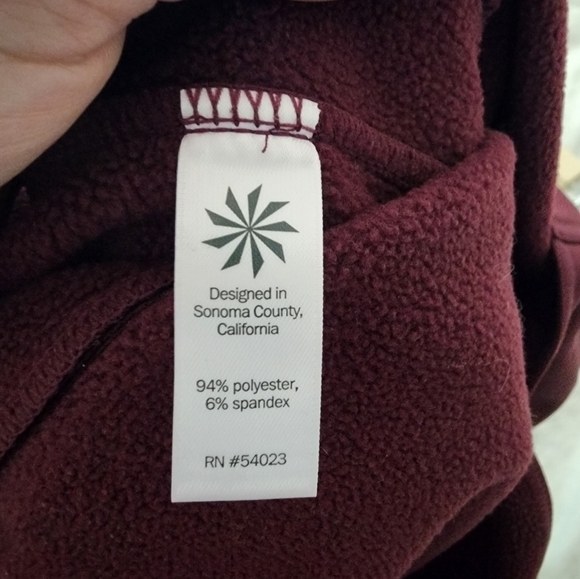 Designed in
Sonoma County,
California
94% polyester,
6% spandex
RN #54023